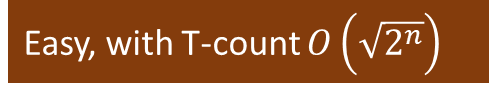 Easy, with T-count 𝑂(√2ⁿ)